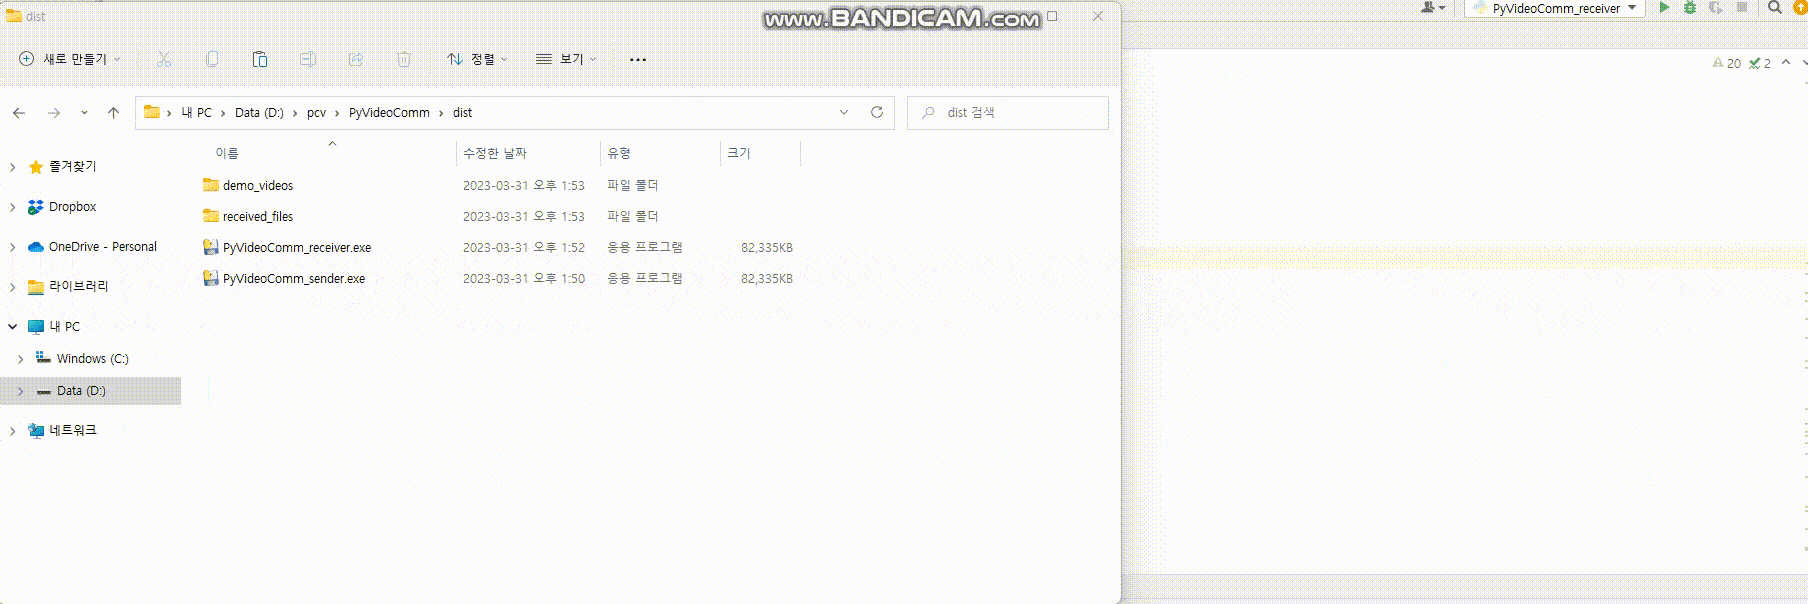 dist
www.BANDICAM.com
PyVideoComm_receiver
새로 만들기
정렬
보기
20
2
내 PC > Data (D:) > pcv > PyVideoComm > dist
dist 검색
이름 수정한 날짜 유형 크기
demo_videos 2023-03-31 오후 1:53 파일 폴더
received_files 2023-03-31 오후 1:53 파일 폴더
PyVideoComm_receiver.exe 2023-03-31 오후 1:52 응용 프로그램 82,335KB
PyVideoComm_sender.exe 2023-03-31 오후 1:50 응용 프로그램 82,335KB
즐겨찾기
Dropbox
OneDrive - Personal
라이브러리
내 PC
Windows (C:)
Data (D:)
네트워크